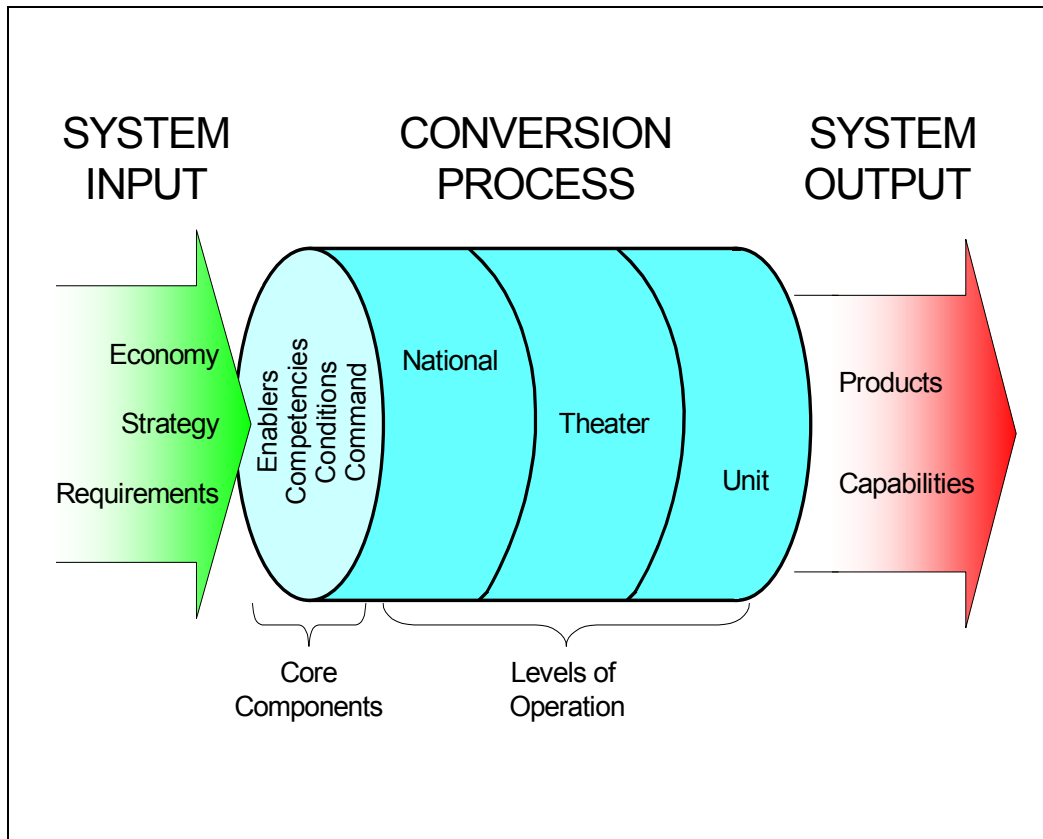 SYSTEM
INPUT
CONVERSION
PROCESS
SYSTEM
OUTPUT
Economy
Strategy
Requirements
Enablers
Competencies
Conditions
Command
National
Theater
Unit
Products
Capabilities
Core
Components
Levels of
Operation